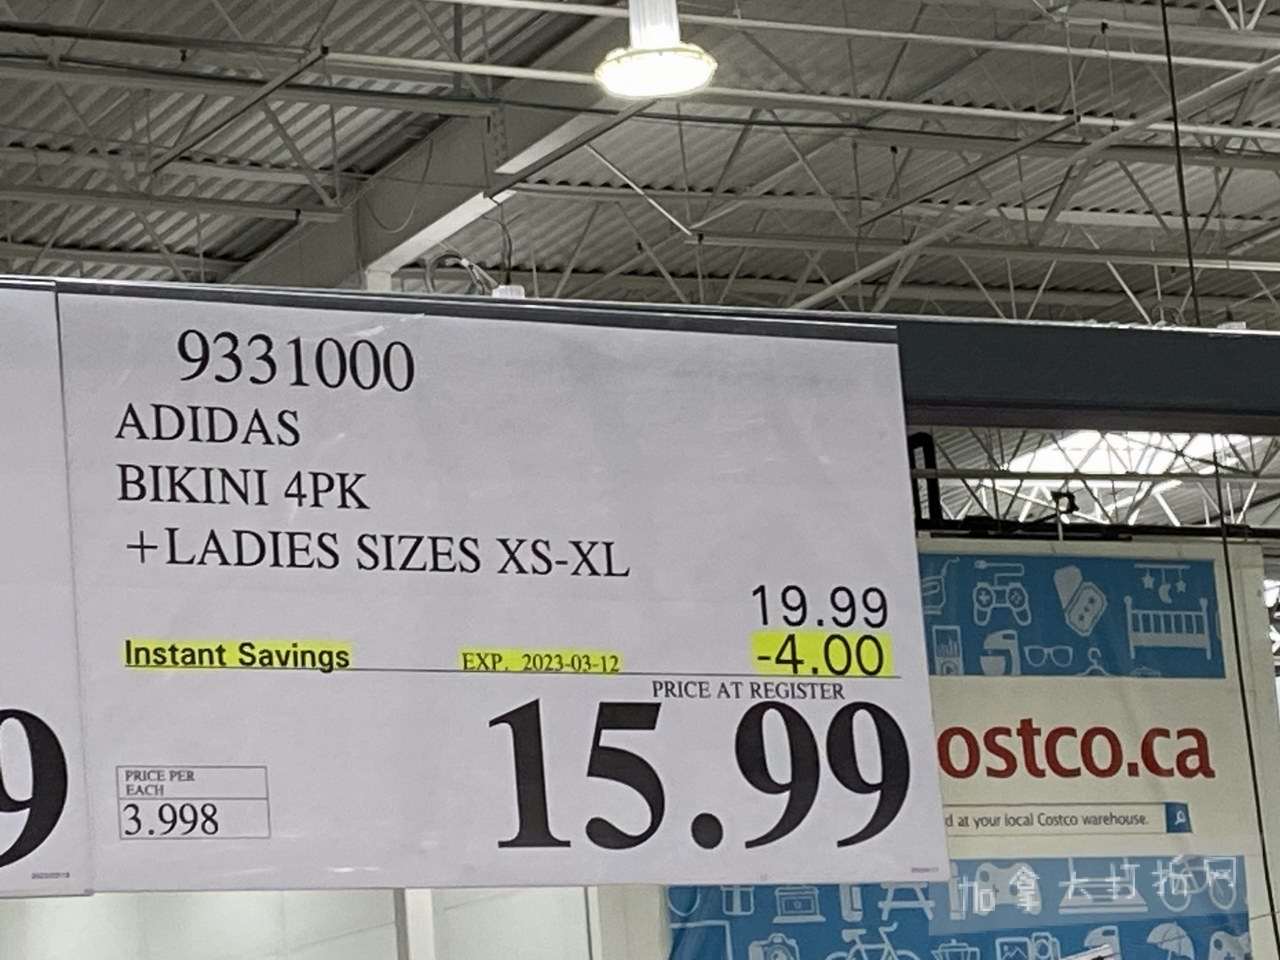 9331000
ADIDAS
BIKINI 4PK
+LADIES SIZES XS-XL
19.99
Instant Savings EXP. 2023-03-12 -4.00
PRICE AT REGISTER
15.99
PRICE PER
EACH
3.998
9
ostco.ca
d at your local Costco warehouse.
加拿大打折网